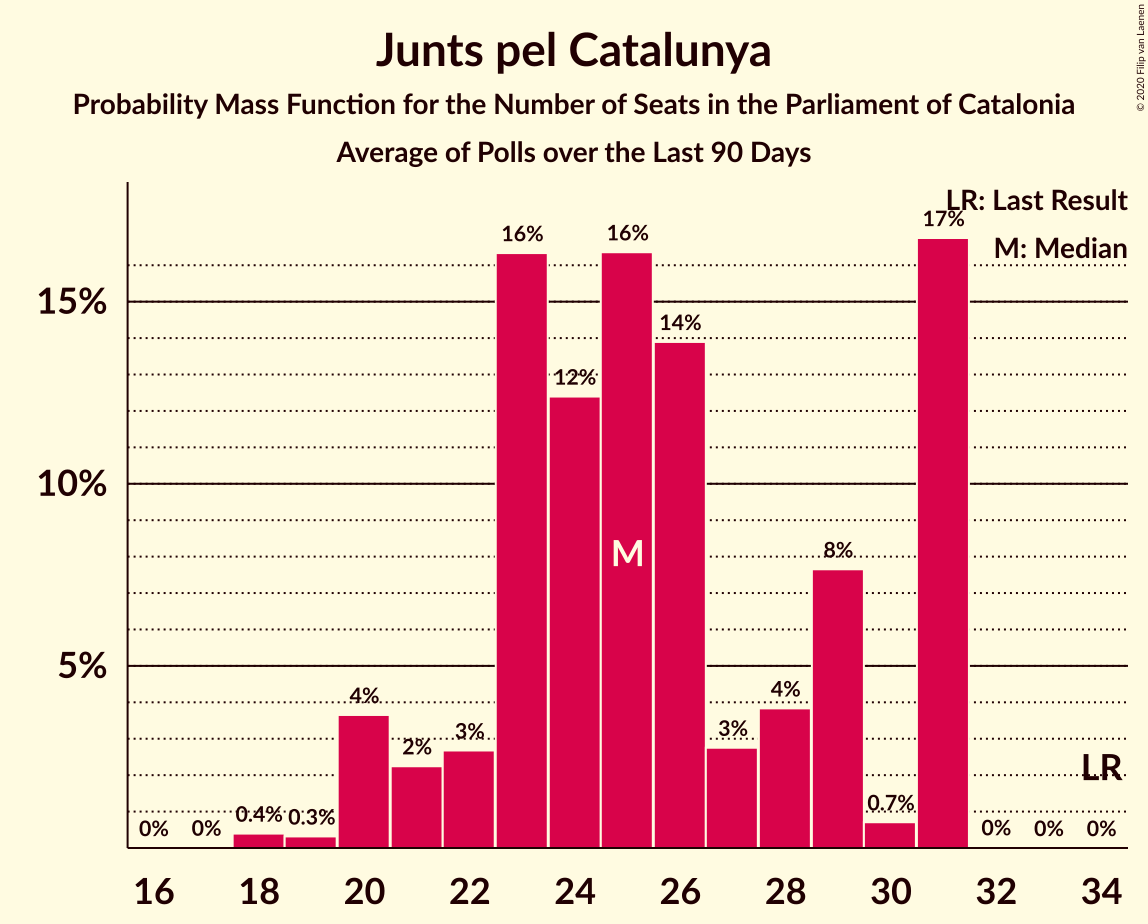 Junts pel Catalunya
Probability Mass Function for the Number of Seats in the Parliament of Catalonia
Average of Polls over the Last 90 Days
© 2020 Filip van Laenen
LR: Last Result
M: Median
15%
10%
5%
0%
0%
0.4%
0.3%
4%
2%
3%
16%
12%
16%
14%
3%
4%
8%
0.7%
17%
0%
0%
0%
M
LR
16 18 20 22 24 26 28 30 32 34